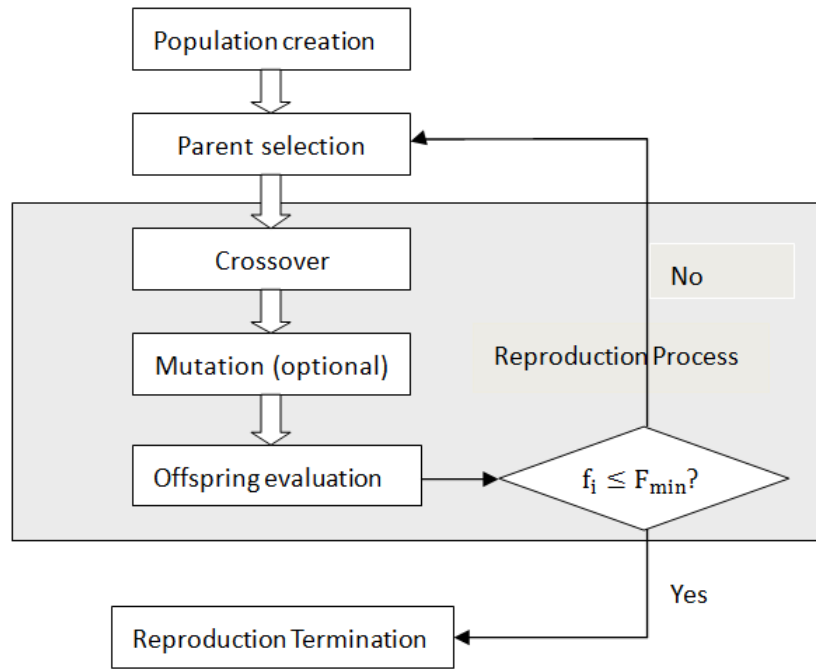 Population creation
Parent selection
Crossover
No
Mutation (optional)
Reproduction Process
Offspring evaluation
fᵢ ≤ Fₘᵢₙ?
Yes
Reproduction Termination